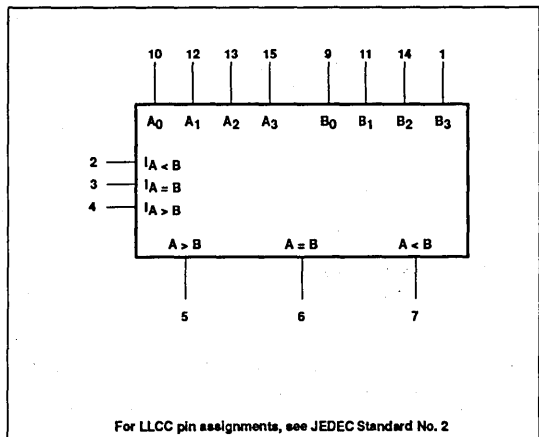 10 12 13 15 9 11 14 1
A0 A1 A2 A3 B0 B1 B2 B3
2 IA < B
3 IA = B
4 IA > B
A > B A = B A < B
5 6 7
For LLCC pin assignments, see JEDEC Standard No. 2